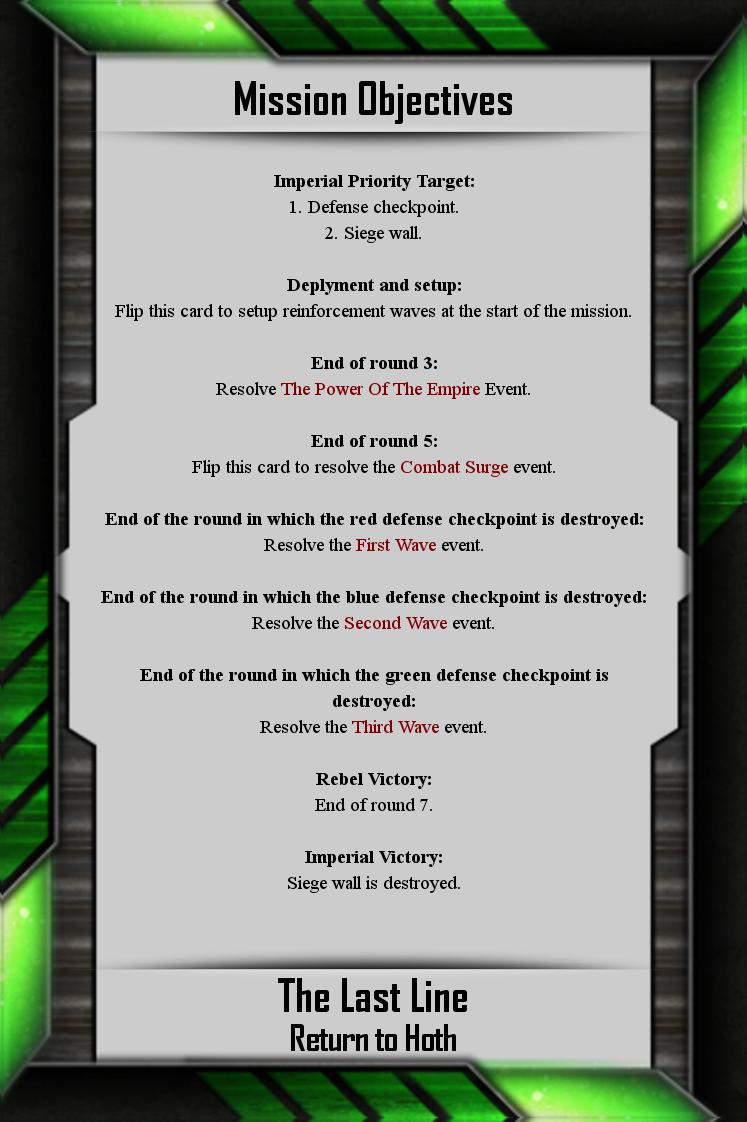 Mission Objectives
Imperial Priority Target:
1. Defense checkpoint.
2. Siege wall.
Deplyment and setup:
Flip this card to setup reinforcement waves at the start of the mission.
End of round 3:
Resolve The Power Of The Empire Event.
End of round 5:
Flip this card to resolve the Combat Surge event.
End of the round in which the red defense checkpoint is destroyed:
Resolve the First Wave event.
End of the round in which the blue defense checkpoint is destroyed:
Resolve the Second Wave event.
End of the round in which the green defense checkpoint is
destroyed:
Resolve the Third Wave event.
Rebel Victory:
End of round 7.
Imperial Victory:
Siege wall is destroyed.
The Last Line
Return to Hoth